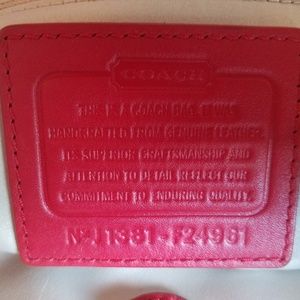 COACH
THIS IS A COACH BAG. IT WAS
HANDCRAFTED FROM GENUINE LEATHER.
ITS SUPERIOR CRAFTSMANSHIP AND
ATTENTION TO DETAIL REFLECT OUR
COMMITMENT TO ENDURING QUALITY.
Nº J1381-F24961